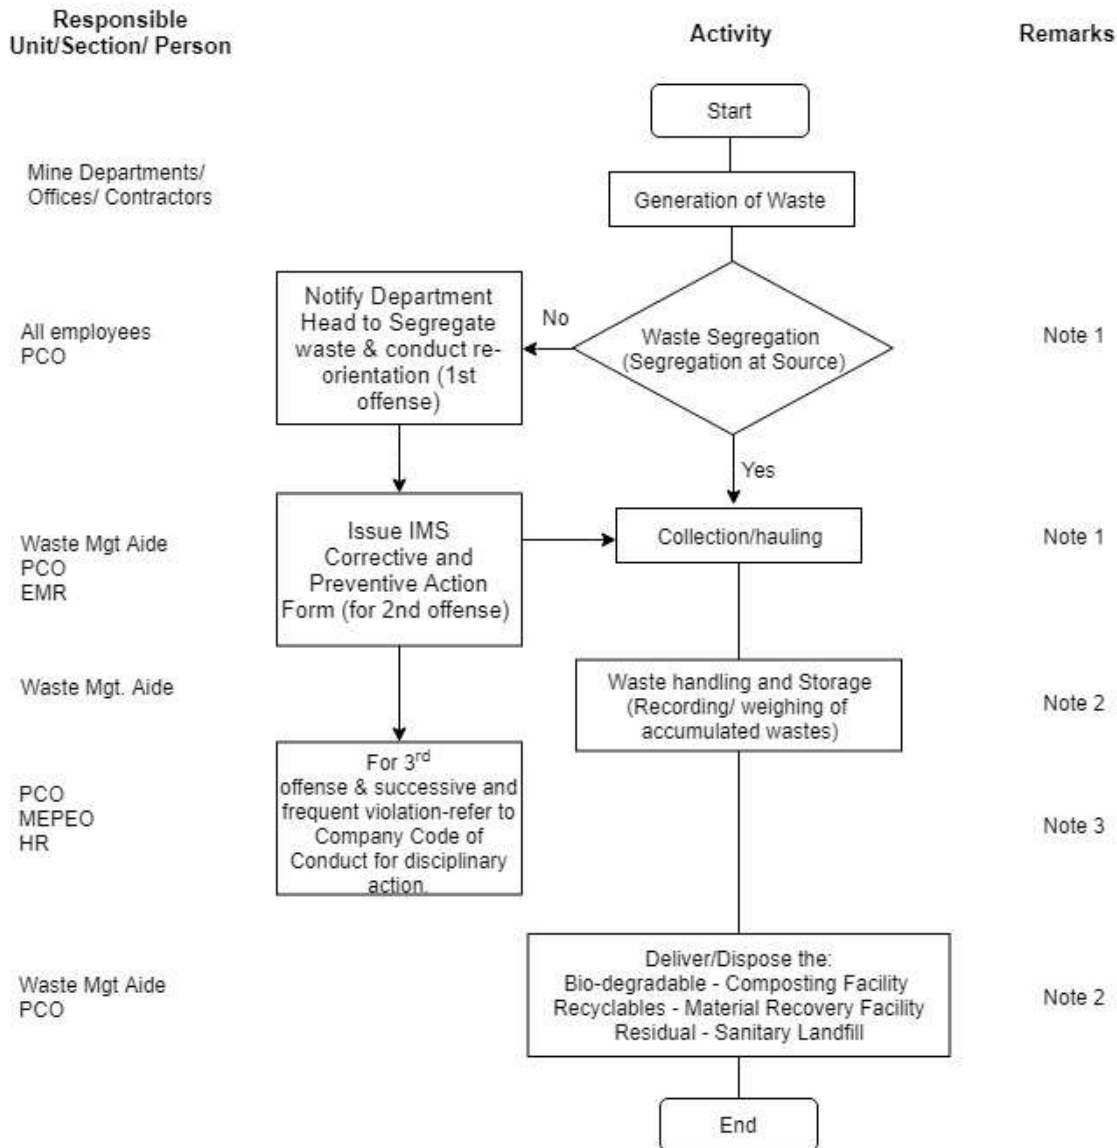 Responsible
Unit/Section/ Person
Activity
Remarks
Start
Mine Departments/
Offices/ Contractors
Generation of Waste
All employees
PCO
Notify Department
Head to Segregate
waste & conduct re-
orientation (1st
offense)
No
Waste Segregation
(Segregation at Source)
Note 1
Yes
Waste Mgt Aide
PCO
EMR
Issue IMS
Corrective and
Preventive Action
Form (for 2nd offense)
Collection/hauling
Note 1
Waste Mgt. Aide
Waste handling and Storage
(Recording/ weighing of
accumulated wastes)
Note 2
PCO
MEPEO
HR
For 3rd
offense & successive and
frequent violation-refer to
Company Code of
Conduct for disciplinary
action.
Note 3
Waste Mgt Aide
PCO
Deliver/Dispose the:
Bio-degradable - Composting Facility
Recyclables - Material Recovery Facility
Residual - Sanitary Landfill
Note 2
End